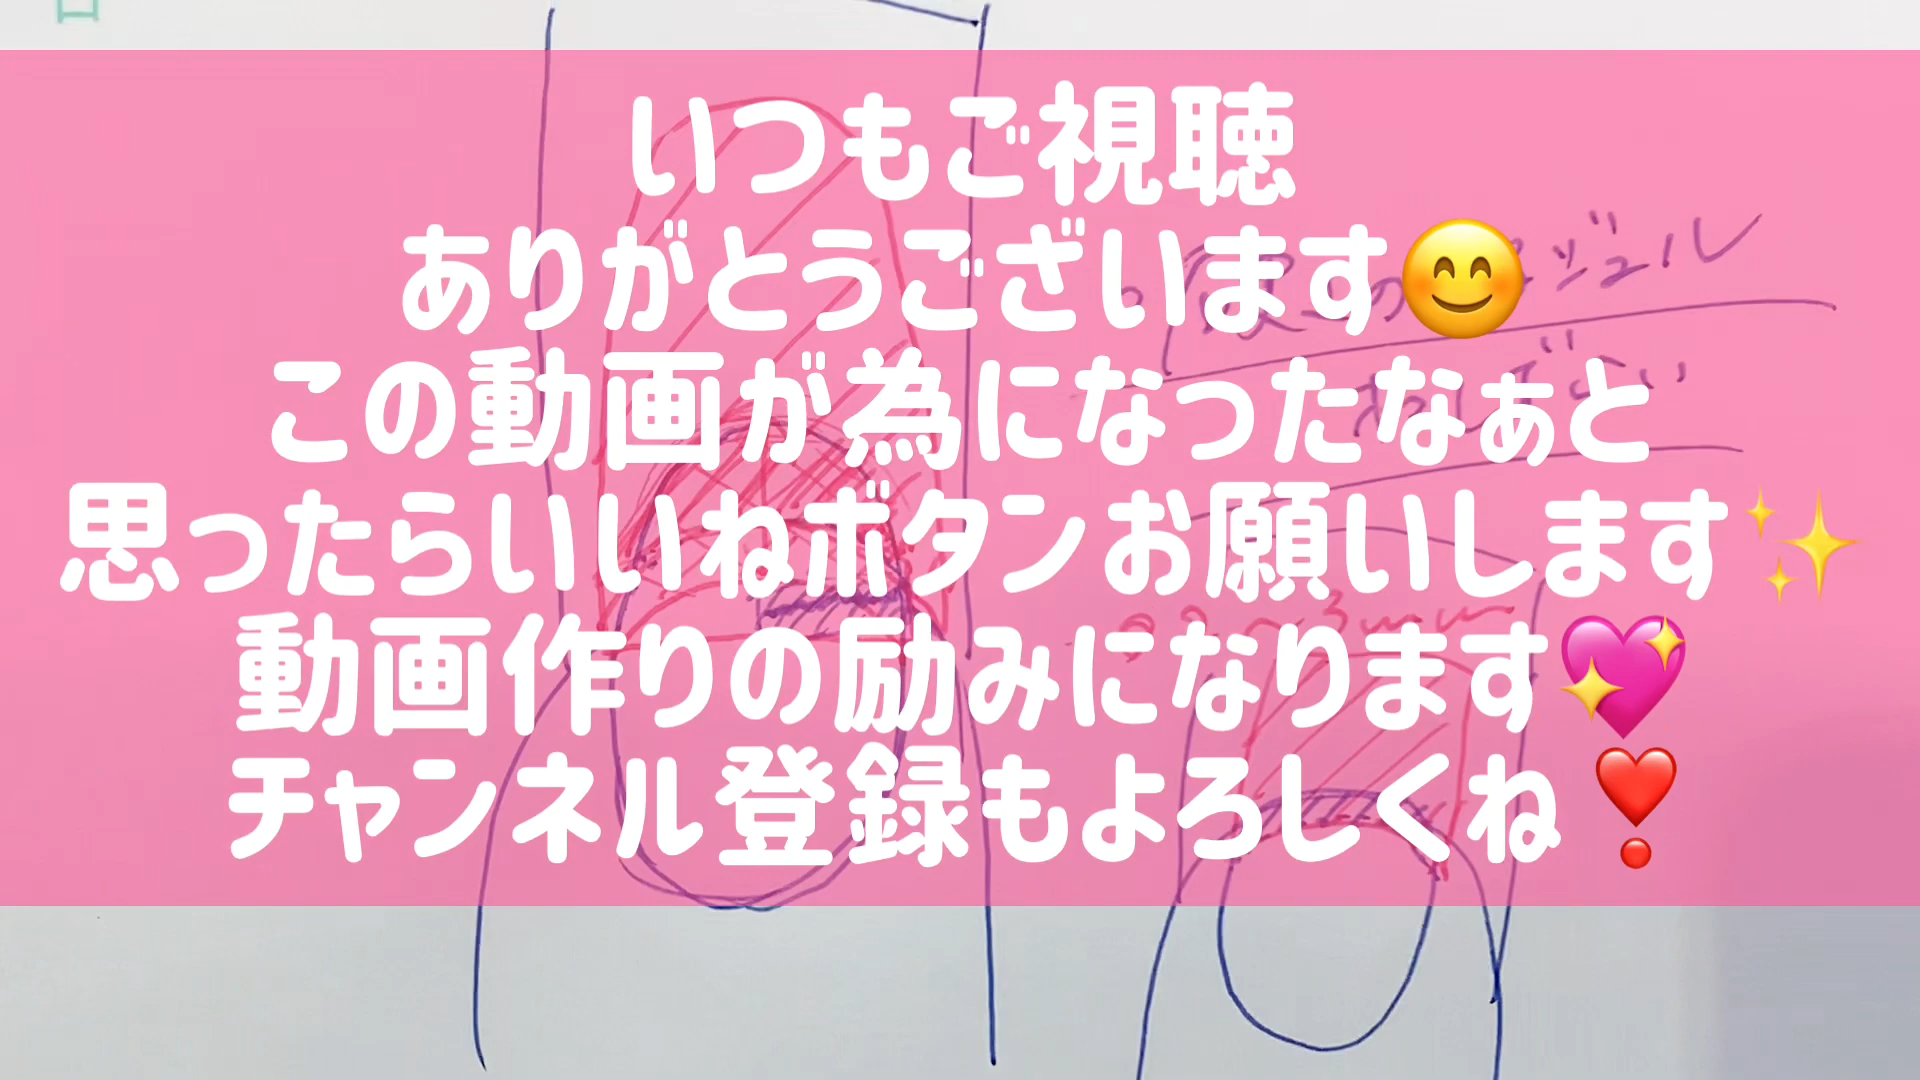 いつもご視聴
ありがとうございます😊
この動画が為になったなぁと
思ったらいいねボタンお願いします✨
動画作りの励みになります💖
チャンネル登録もよろしくね❣️